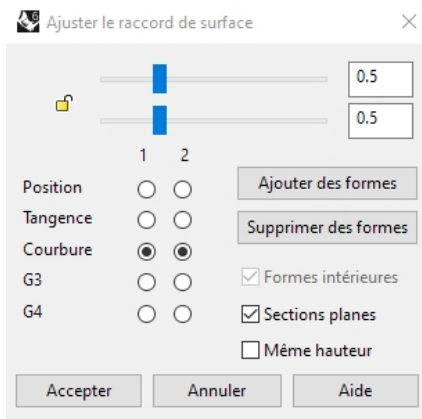 6 Ajuster le raccord de surface
0.5
0.5
1 2
Position
Tangence
Courbure
G3
G4
Ajouter des formes
Supprimer des formes
Formes intérieures
Sections planes
Même hauteur
Accepter Annuler Aide